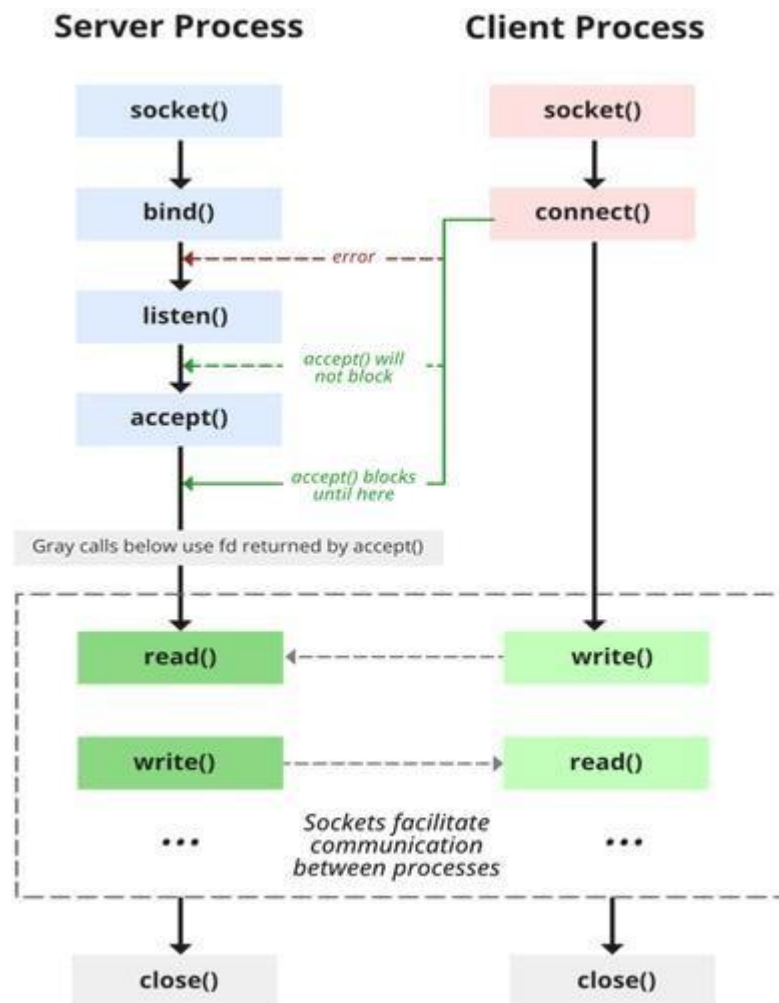 Server Process
Client Process
socket()
socket()
bind()
connect()
error
listen()
accept() will
not block
accept()
accept() blocks
until here
Gray calls below use fd returned by accept()
read()
write()
write()
read()
...
Sockets facilitate
communication
between processes
...
close()
close()